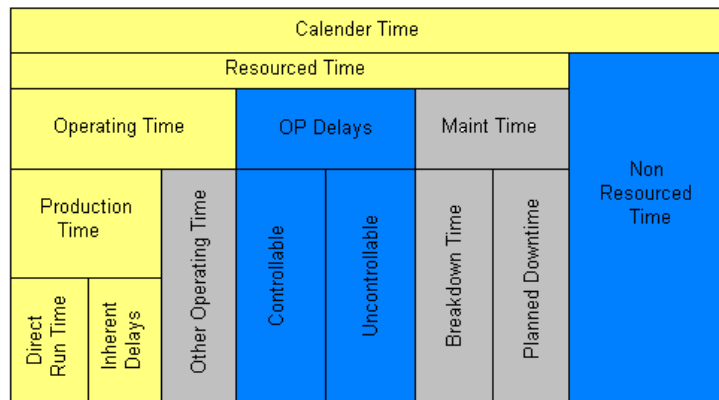 Calender Time
Resourced Time
Operating Time
OP Delays
Maint Time
Non
Resourced
Time
Production
Time
Other Operating Time
Controllable
Uncontrollable
Breakdown Time
Planned Downtime
Direct
Run Time
Inherent
Delays